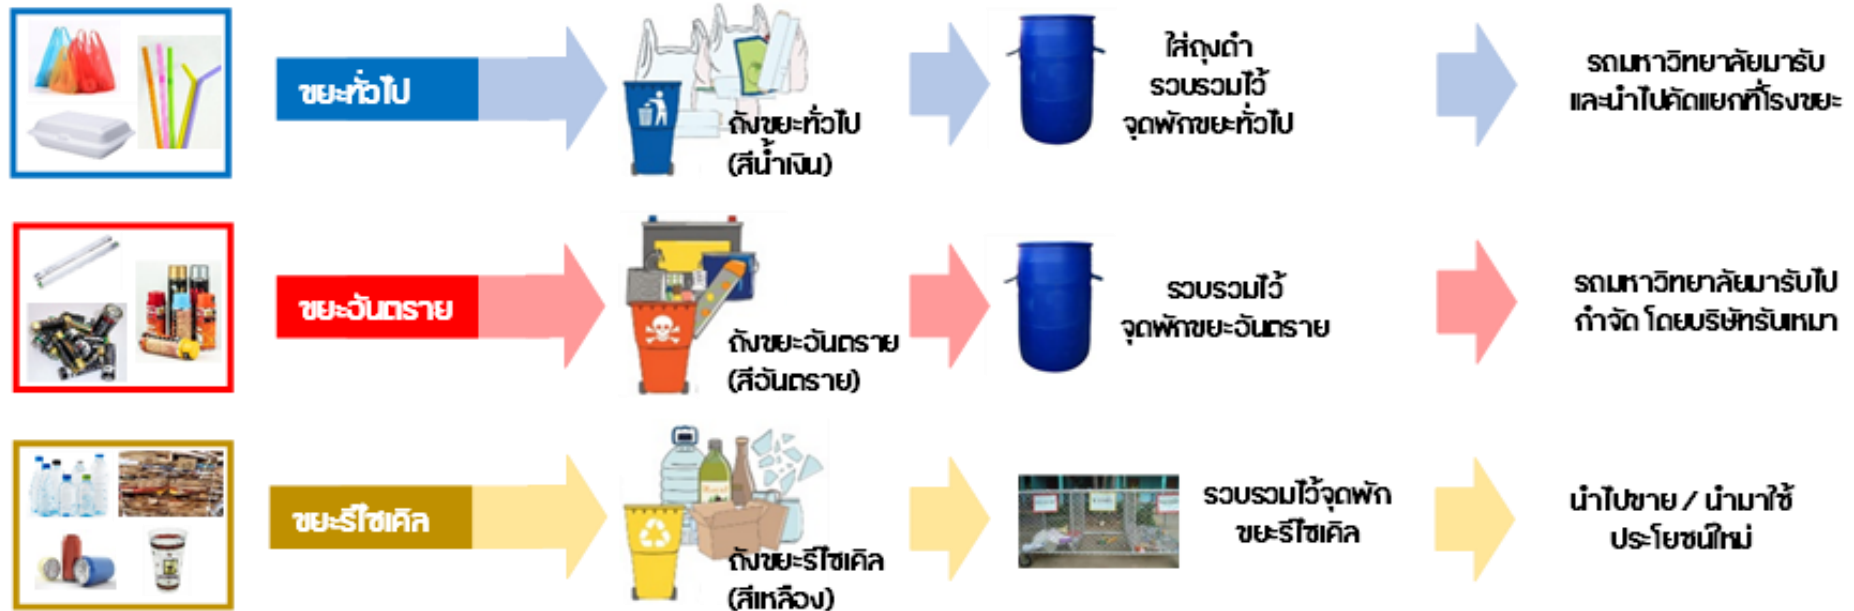 ขยะทั่วไป
ถังขยะทั่วไป
(สีน้ำเงิน)
ใส่ถุงดำ
รวบรวมไว้
จุดพักขยะทั่วไป
รถมหาวิทยาลัยมารับ
และนำไปคัดแยกที่โรงขยะ
ขยะอันตราย
ถังขยะอันตราย
(สีอันตราย)
รวบรวมไว้
จุดพักขยะอันตราย
รถมหาวิทยาลัยมารับไป
กำจัด โดยบริษัทรับเหมา
ขยะรีไซเคิล
ถังขยะรีไซเคิล
(สีเหลือง)
รวบรวมไว้จุดพัก
ขยะรีไซเคิล
นำไปขาย / นำมาใช้
ประโยชน์ใหม่